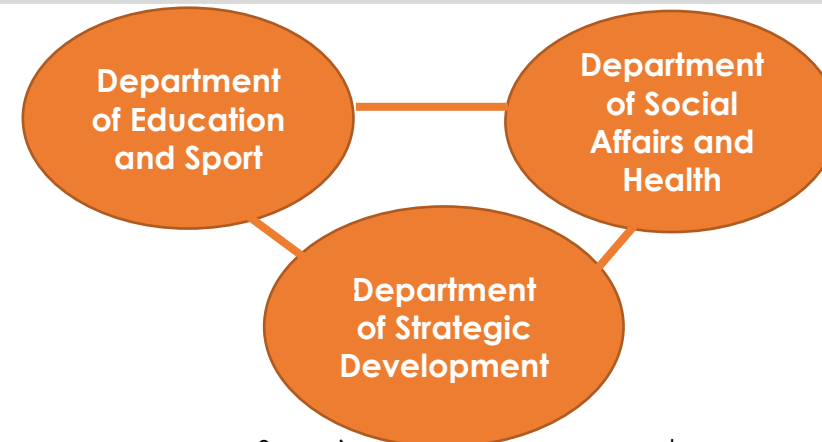 Department
of Education
and Sport
Department
of Social
Affairs and
Health
Department
of Strategic
Development